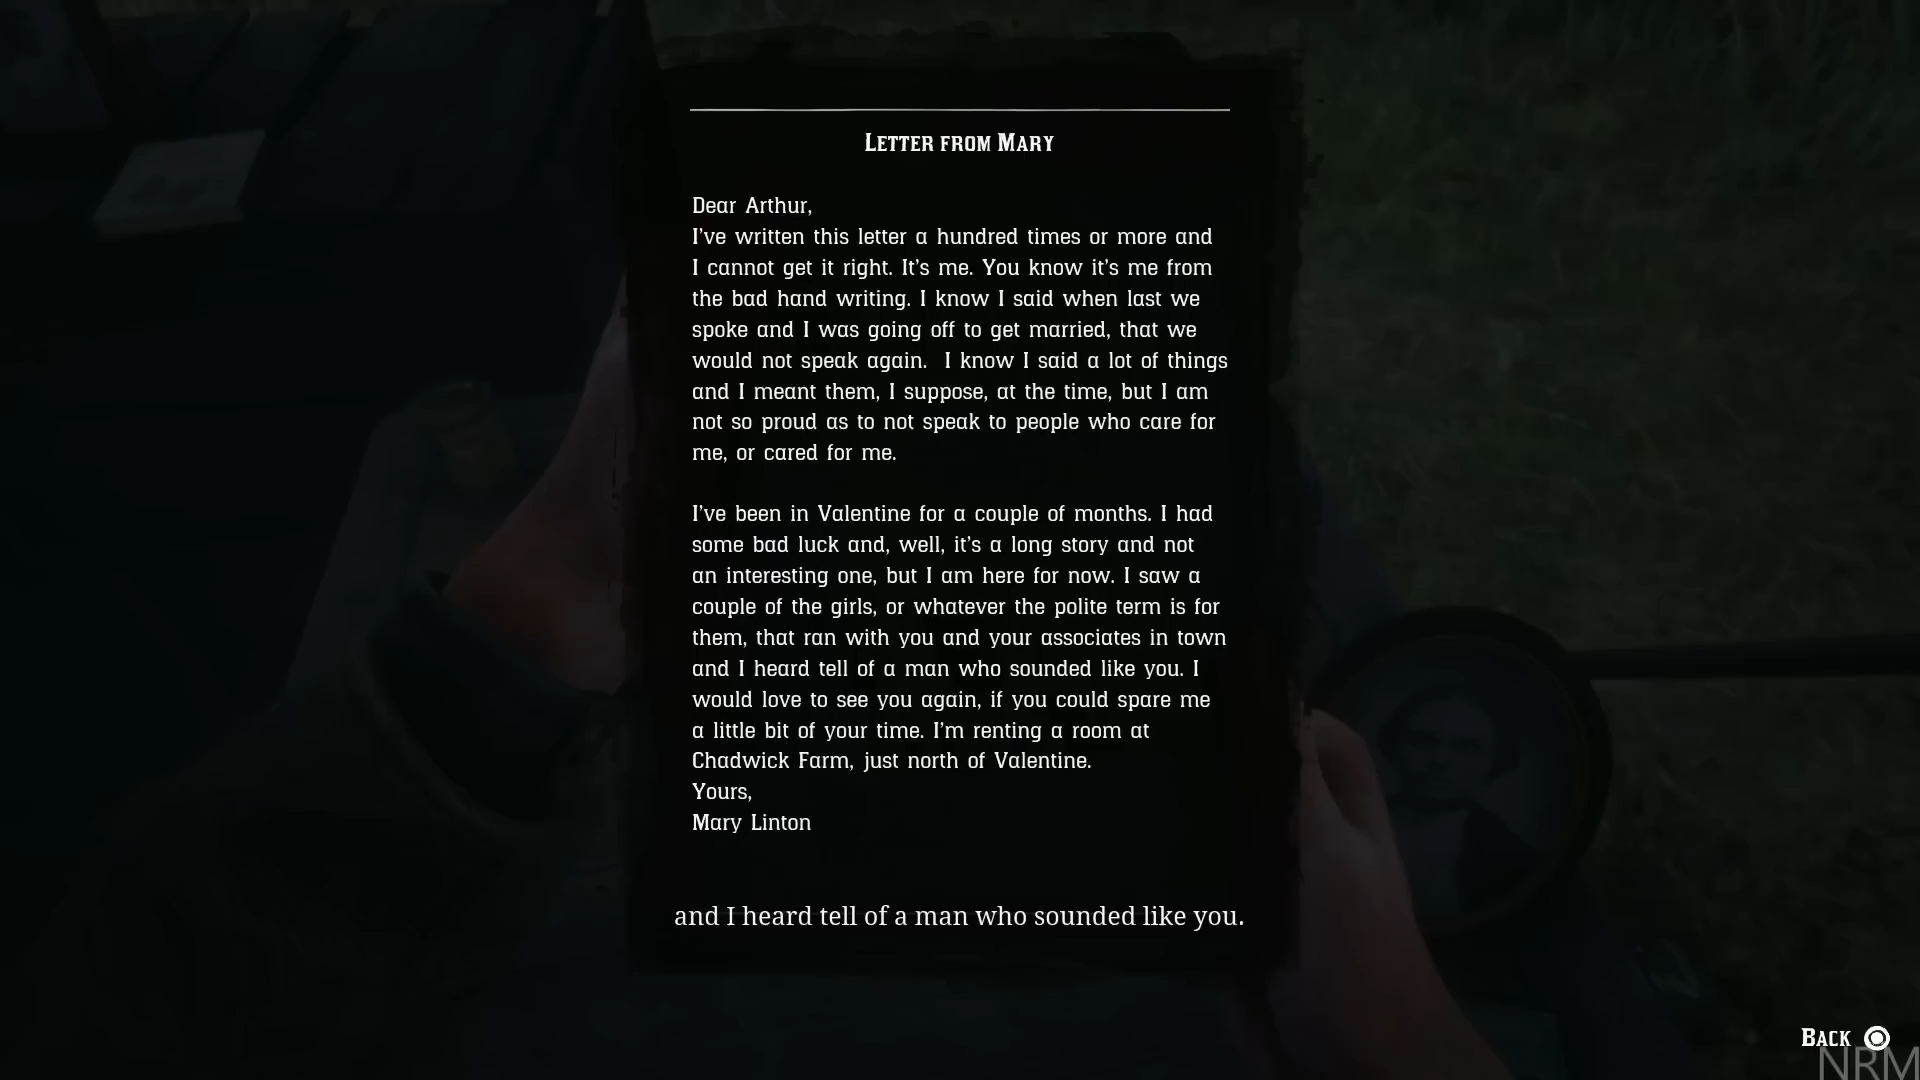 LETTER FROM MARY
Dear Arthur,
I've written this letter a hundred times or more and
I cannot get it right. It's me. You know it's me from
the bad hand writing. I know I said when last we
spoke and I was going off to get married, that we
would not speak again.  I know I said a lot of things
and I meant them, I suppose, at the time, but I am
not so proud as to not speak to people who care for
me, or cared for me.
I've been in Valentine for a couple of months. I had
some bad luck and, well, it's a long story and not
an interesting one, but I am here for now. I saw a
couple of the girls, or whatever the polite term is for
them, that ran with you and your associates in town
and I heard tell of a man who sounded like you. I
would love to see you again, if you could spare me
a little bit of your time. I'm renting a room at
Chadwick Farm, just north of Valentine.
Yours,
Mary Linton
and I heard tell of a man who sounded like you.
BACK
NRM